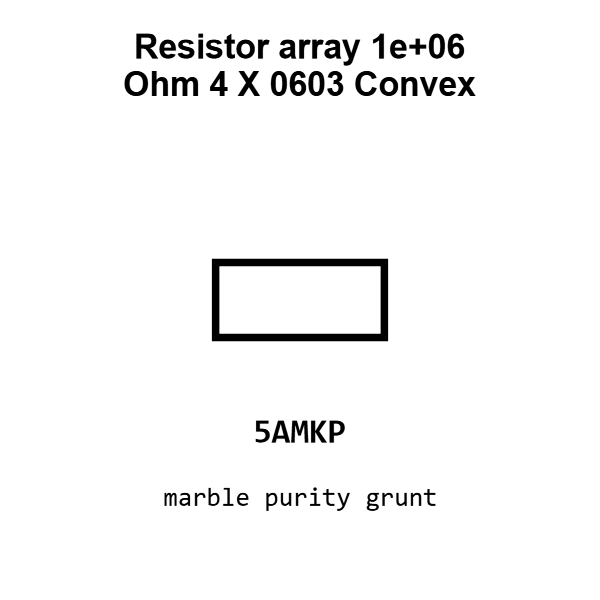 Resistor array 1e+06
Ohm 4 X 0603 Convex
5AMKP
marble purity grunt